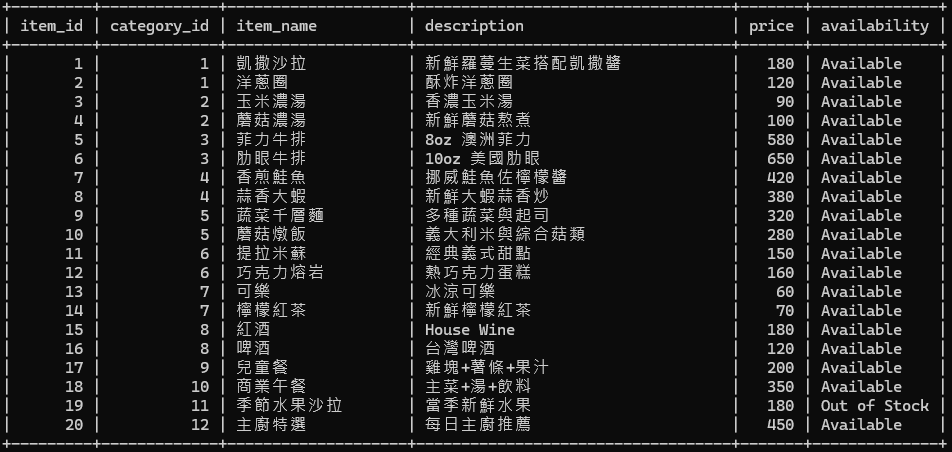 | item_id | category_id | item_name | description | price | availability |
| 1 | 1 | 凱撒沙拉 | 新鮮羅蔓生菜搭配凱撒醬 | 180 | Available |
| 2 | 1 | 洋蔥圈 | 酥炸洋蔥圈 | 120 | Available |
| 3 | 2 | 玉米濃湯 | 香濃玉米湯 | 90 | Available |
| 4 | 2 | 蘑菇濃湯 | 新鮮蘑菇熬煮 | 100 | Available |
| 5 | 3 | 菲力牛排 | 8oz 澳洲菲力 | 580 | Available |
| 6 | 3 | 肋眼牛排 | 10oz 美國肋眼 | 650 | Available |
| 7 | 4 | 香煎鮭魚 | 挪威鮭魚佐檸檬醬 | 420 | Available |
| 8 | 4 | 蒜香大蝦 | 新鮮大蝦蒜香炒 | 380 | Available |
| 9 | 5 | 蔬菜千層麵 | 多種蔬菜與起司 | 320 | Available |
| 10 | 5 | 蘑菇燉飯 | 義大利米與綜合菇類 | 280 | Available |
| 11 | 6 | 提拉米蘇 | 經典義式甜點 | 150 | Available |
| 12 | 6 | 巧克力熔岩 | 熱巧克力蛋糕 | 160 | Available |
| 13 | 7 | 可樂 | 冰涼可樂 | 60 | Available |
| 14 | 7 | 檸檬紅茶 | 新鮮檸檬紅茶 | 70 | Available |
| 15 | 8 | 紅酒 | House Wine | 180 | Available |
| 16 | 8 | 啤酒 | 台灣啤酒 | 120 | Available |
| 17 | 9 | 兒童餐 | 雞塊+薯條+果汁 | 200 | Available |
| 18 | 10 | 商業午餐 | 主菜+湯+飲料 | 350 | Available |
| 19 | 11 | 季節水果沙拉 | 當季新鮮水果 | 180 | Out of Stock |
| 20 | 12 | 主廚特選 | 每日主廚推薦 | 450 | Available |